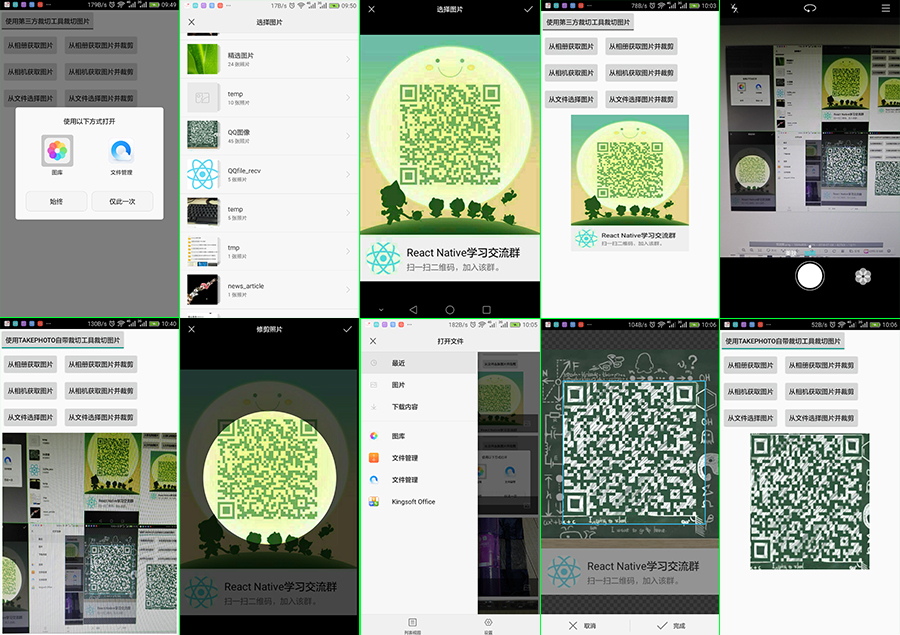 179B/s 09:49
使用第三方裁切工具裁切图片
从相册获取图片 从相册获取图片并裁剪
从相机获取图片 从相机获取图片并裁剪
从文件选择图片 从文件选择图片并裁剪
使用以下方式打开
图库 文件管理
始终 仅此一次
17B/s 09:50
选择图片
精选图片
24 张照片
temp
10 张照片
QQ图像
45 张照片
QQfile_recv
5 张照片
temp
5 张照片
tmp
1 张照片
news_article
1 张照片
选择图片
React Native学习交流群
扫一扫二维码，加入该群。
78B/s 10:03
使用第三方裁切工具裁切图片
从相册获取图片 从相册获取图片并裁剪
从相机获取图片 从相机获取图片并裁剪
从文件选择图片 从文件选择图片并裁剪
React Native学习交流群
扫一扫二维码，加入该群。
130B/s 10:40
使用TAKEPHOTO自带裁切工具裁切图片
从相册获取图片 从相册获取图片并裁剪
从相机获取图片 从相机获取图片并裁剪
从文件选择图片 从文件选择图片并裁剪
修剪照片
React Native学习交流群
扫一扫二维码，加入该群。
182B/s 10:05
打开文件
最近
图片
下载内容
图库
文件管理
文件管理
Kingsoft Office
列表视图 设置
104B/s 10:06
React Native学习交流群
扫一扫二维码，加入该群。
取消 完成
52B/s 10:06
使用TAKEPHOTO自带裁切工具裁切图片
从相册获取图片 从相册获取图片并裁剪
从相机获取图片 从相机获取图片并裁剪
从文件选择图片 从文件选择图片并裁剪